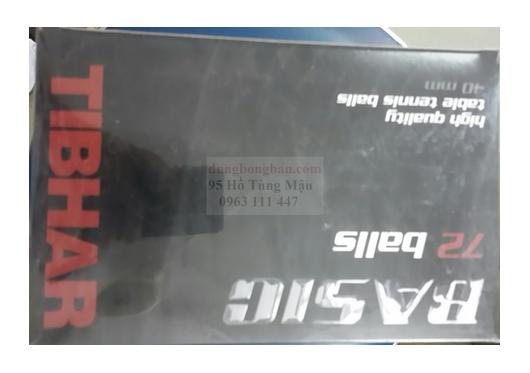 BASIC
72 balls
high quality
table tennis balls
40 mm
TIBHAR
dungbongban.com
95 Hồ Tùng Mậu
0963 111 447